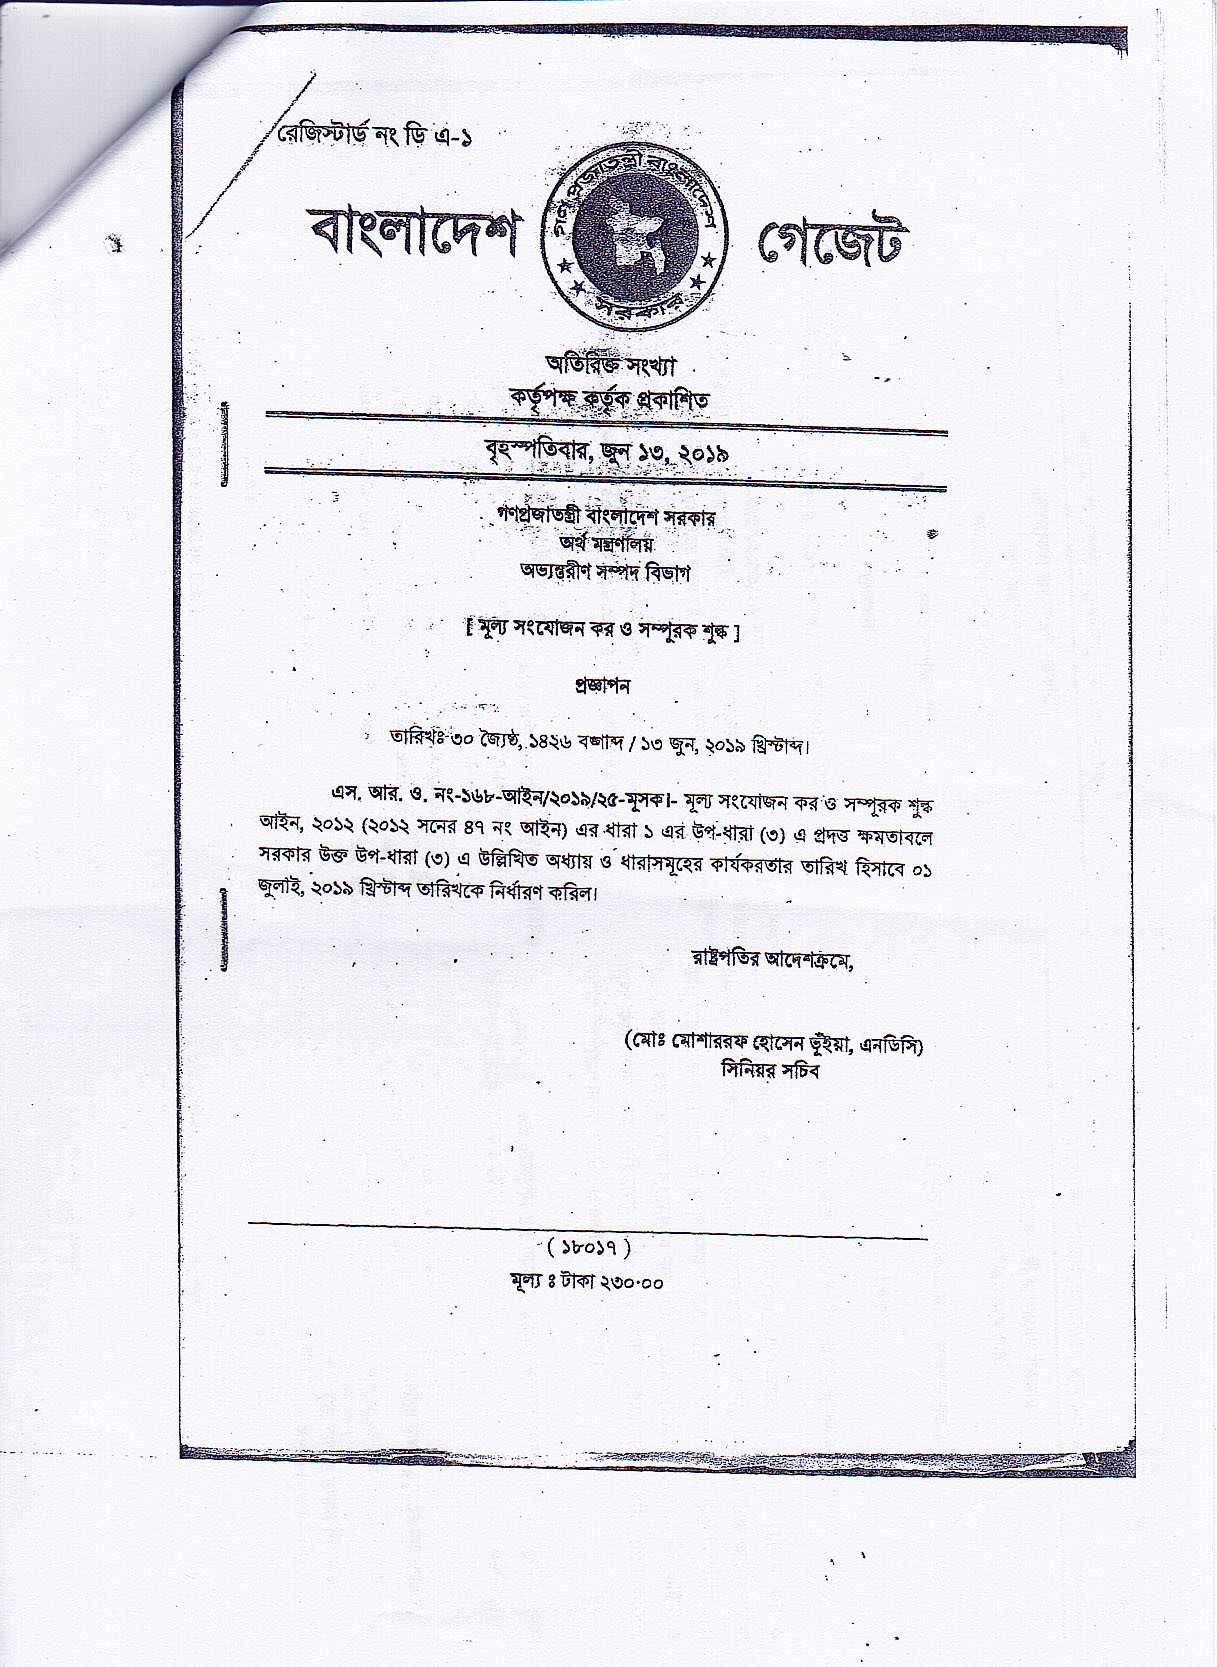 রেজিস্টার্ড নং ডি এ-১
বাংলাদেশ গেজেট
গণপ্রজাতন্ত্রী বাংলাদেশ
সরকার
অতিরিক্ত সংখ্যা
কর্তৃপক্ষ কর্তৃক প্রকাশিত
বৃহস্পতিবার, জুন ১৩, ২০১৯
গণপ্রজাতন্ত্রী বাংলাদেশ সরকার
অর্থ মন্ত্রণালয়
অভ্যন্তরীণ সম্পদ বিভাগ
[ মূল্য সংযোজন কর ও সম্পূরক শুল্ক ]
প্রজ্ঞাপন
তারিখঃ ৩০ জ্যৈষ্ঠ, ১৪২৬ বঙ্গাব্দ / ১৩ জুন, ২০১৯ খ্রিস্টাব্দ।
এস. আর. ও. নং-১৬৮-আইন/২০১৯/২৫-মূসক।- মূল্য সংযোজন কর ও সম্পূরক শুল্ক
আইন, ২০১২ (২০১২ সনের ৪৭ নং আইন) এর ধারা ১ এর উপ-ধারা (৩) এ প্রদত্ত ক্ষমতাবলে
সরকার উক্ত উপ-ধারা (৩) এ উল্লিখিত অধ্যায় ও ধারাসমূহের কার্যকরতার তারিখ হিসাবে ০১
জুলাই, ২০১৯ খ্রিস্টাব্দ তারিখকে নির্ধারণ করিল।
রাষ্ট্রপতির আদেশক্রমে,
(মোঃ মোশাররফ হোসেন ভূঁইয়া, এনডিসি)
সিনিয়র সচিব
( ১৮০১৭ )
মূল্য ঃ টাকা ২৩০.০০